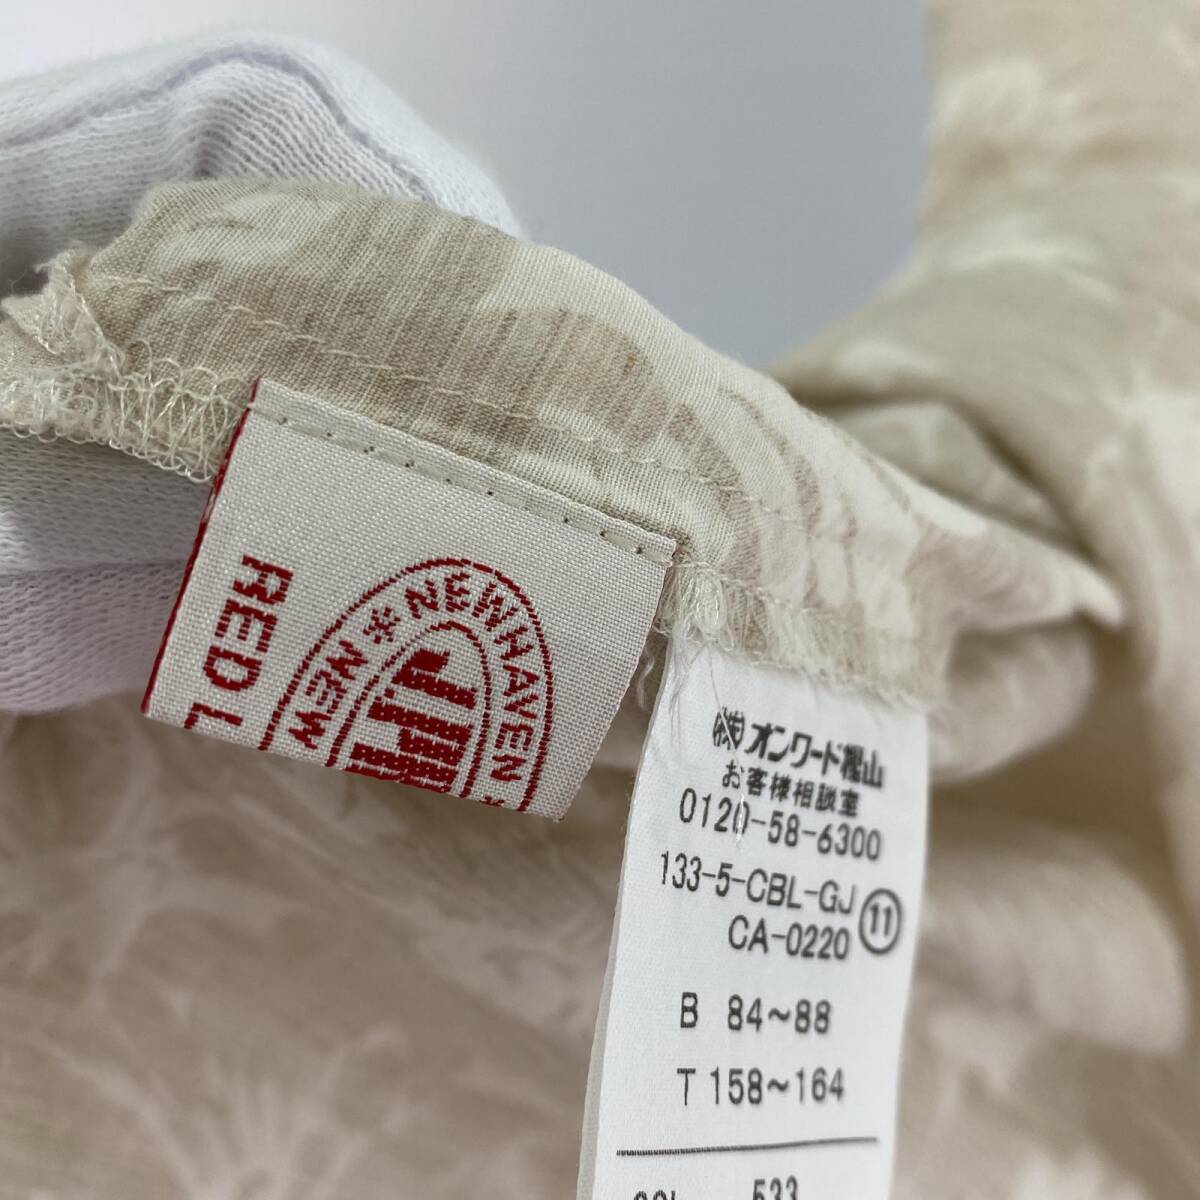 RED L
NEWHAVEN * NEW
J.PR
㈱オンワード樫山
お客様相談室
0120-58-6300
133-5-CBL-GJ
CA-0220 ⑪
B 84~88
T 158~164
533